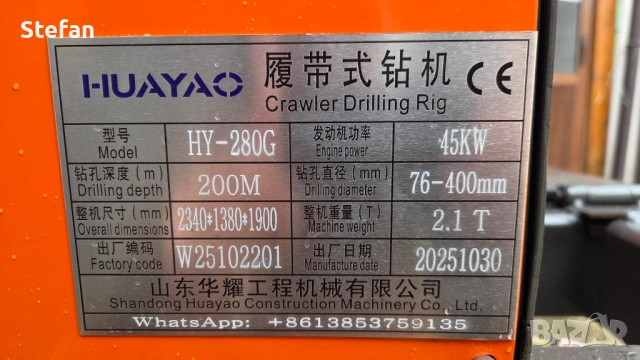 Stefan
HUAYAO 履带式钻机 CE
Crawler Drilling Rig
型号 HY-280G 发动机功率 45KW
Model Engine power
钻孔深度 (m) 200M 钻孔直径 (mm) 76-400mm
Drilling depth Drilling diameter
整机尺寸 (mm) 2340*1380*1900 整机重量 (T) 2.1 T
Overall dimensions Machine weight
出厂编码 W25102201 出厂日期 20251030
Factory code Manufacture date
山东华耀工程机械有限公司
Shandong Huayao Construction Machinery Co., Ltd.
WhatsApp: +8613853759135
BAZAR